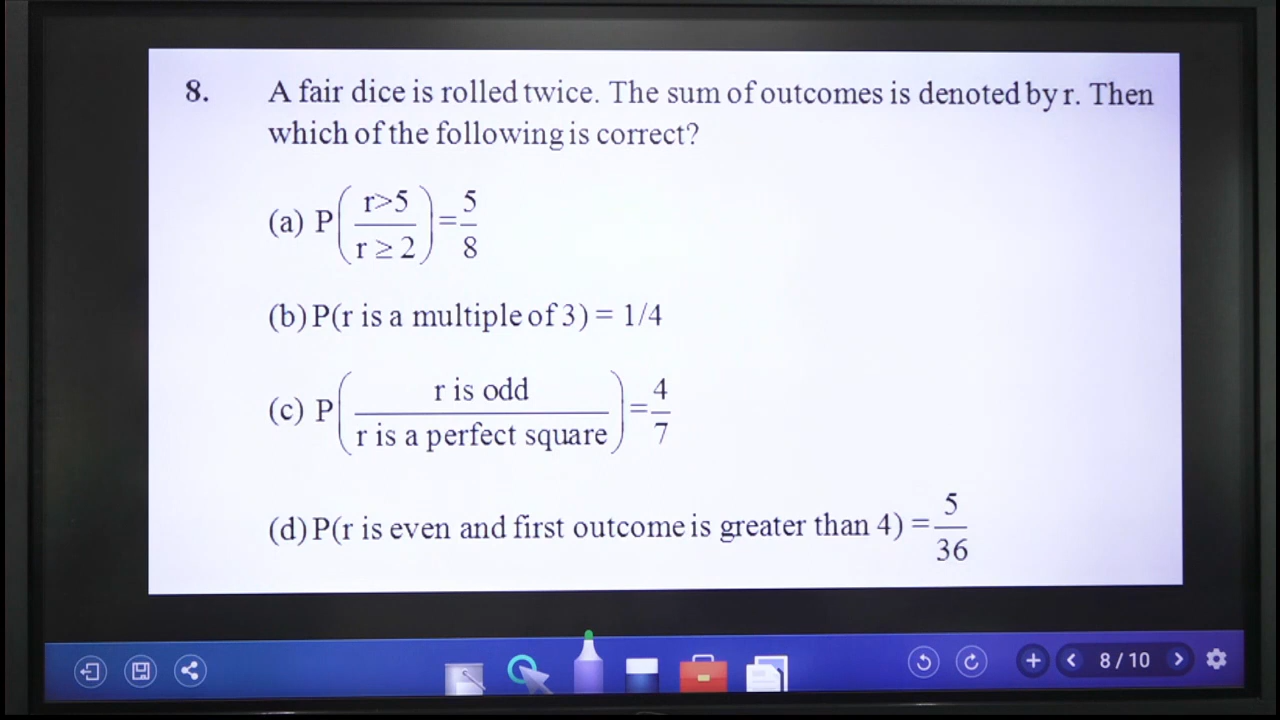 8. A fair dice is rolled twice. The sum of outcomes is denoted by r. Then
which of the following is correct?
(a) P(r>5 / r ≥ 2) = 5/8
(b) P(r is a multiple of 3) = 1/4
(c) P(r is odd / r is a perfect square) = 4/7
(d) P(r is even and first outcome is greater than 4) = 5/36
8 / 10